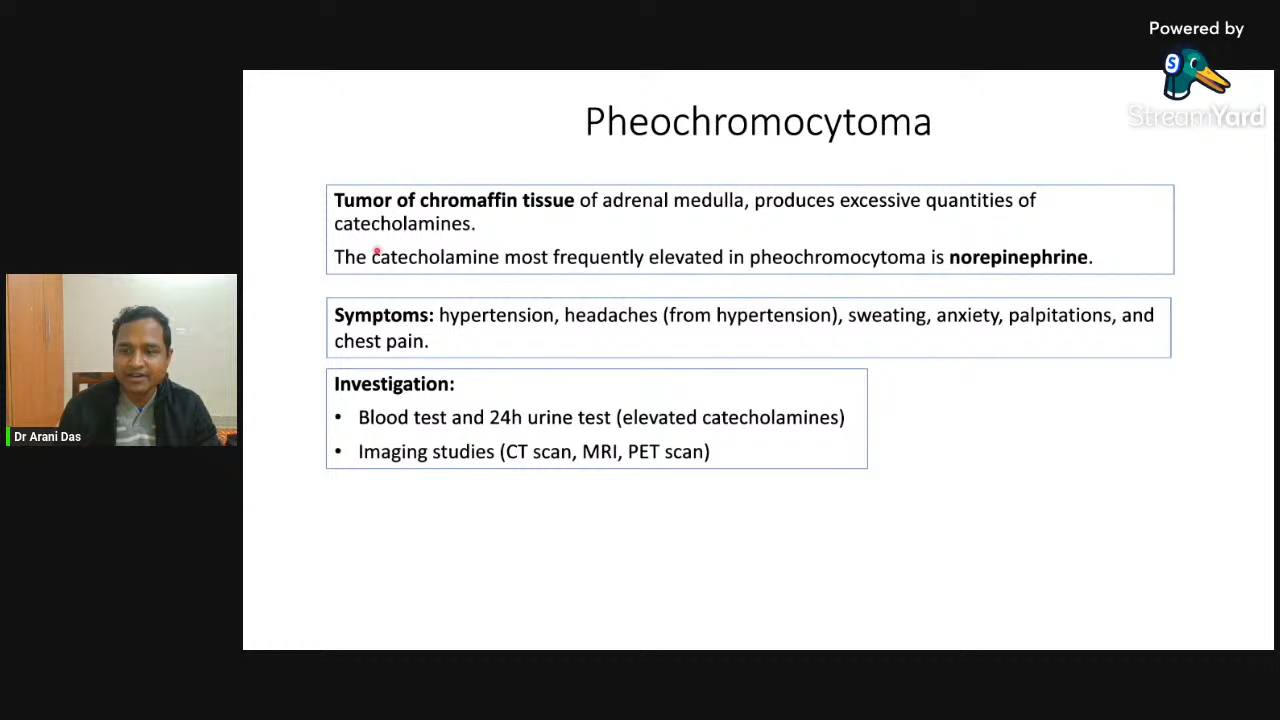 Powered by
S
StreamYard
Pheochromocytoma
Tumor of chromaffin tissue of adrenal medulla, produces excessive quantities of
catecholamines.
The catecholamine most frequently elevated in pheochromocytoma is norepinephrine.
Symptoms: hypertension, headaches (from hypertension), sweating, anxiety, palpitations, and
chest pain.
Investigation:
• Blood test and 24h urine test (elevated catecholamines)
• Imaging studies (CT scan, MRI, PET scan)
Dr Arani Das